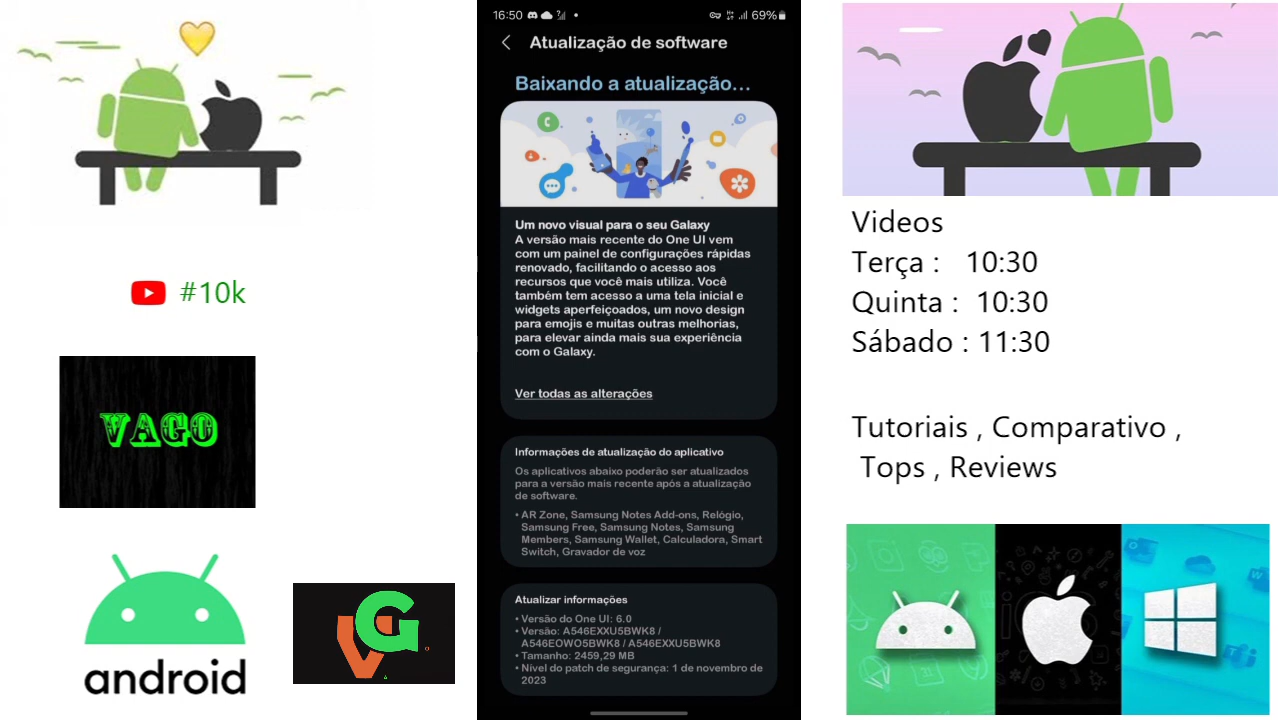 #10k
VAGO
android
VG
16:50
69%
Atualização de software
Baixando a atualização...
Um novo visual para o seu Galaxy
A versão mais recente do One UI vem
com um painel de configurações rápidas
renovado, facilitando o acesso aos
recursos que você mais utiliza. Você
também tem acesso a uma tela inicial e
widgets aperfeiçoados, um novo design
para emojis e muitas outras melhorias,
para elevar ainda mais sua experiência
com o Galaxy.
Ver todas as alterações
Informações de atualização do aplicativo
Os aplicativos abaixo poderão ser atualizados
para a versão mais recente após a atualização
de software.
• AR Zone, Samsung Notes Add-ons, Relógio,
Samsung Free, Samsung Notes, Samsung
Members, Samsung Wallet, Calculadora, Smart
Switch, Gravador de voz
Atualizar informações
• Versão do One UI: 6.0
• Versão: A546EXXU5BWK8 /
A546EOWO5BWK8 / A546EXXU5BWK8
• Tamanho: 2459,29 MB
• Nível do patch de segurança: 1 de novembro de
2023
Videos
Terça : 10:30
Quinta : 10:30
Sábado : 11:30
Tutoriais , Comparativo ,
Tops , Reviews